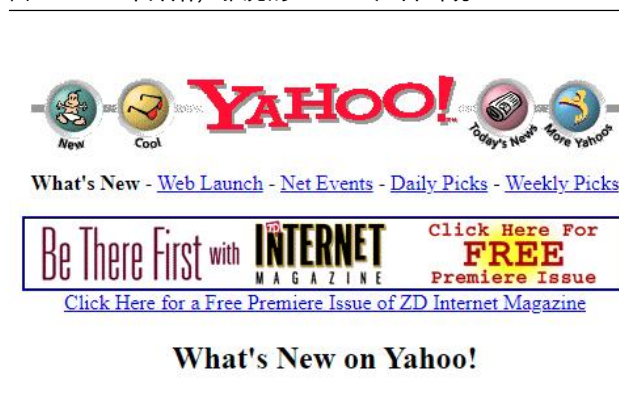 New
Cool
YAHOO!
Today's News
More Yahoos
What's New - Web Launch - Net Events - Daily Picks - Weekly Picks
Be There First with ZD INTERNET MAGAZINE
Click Here For FREE Premiere Issue
Click Here for a Free Premiere Issue of ZD Internet Magazine
What's New on Yahoo!